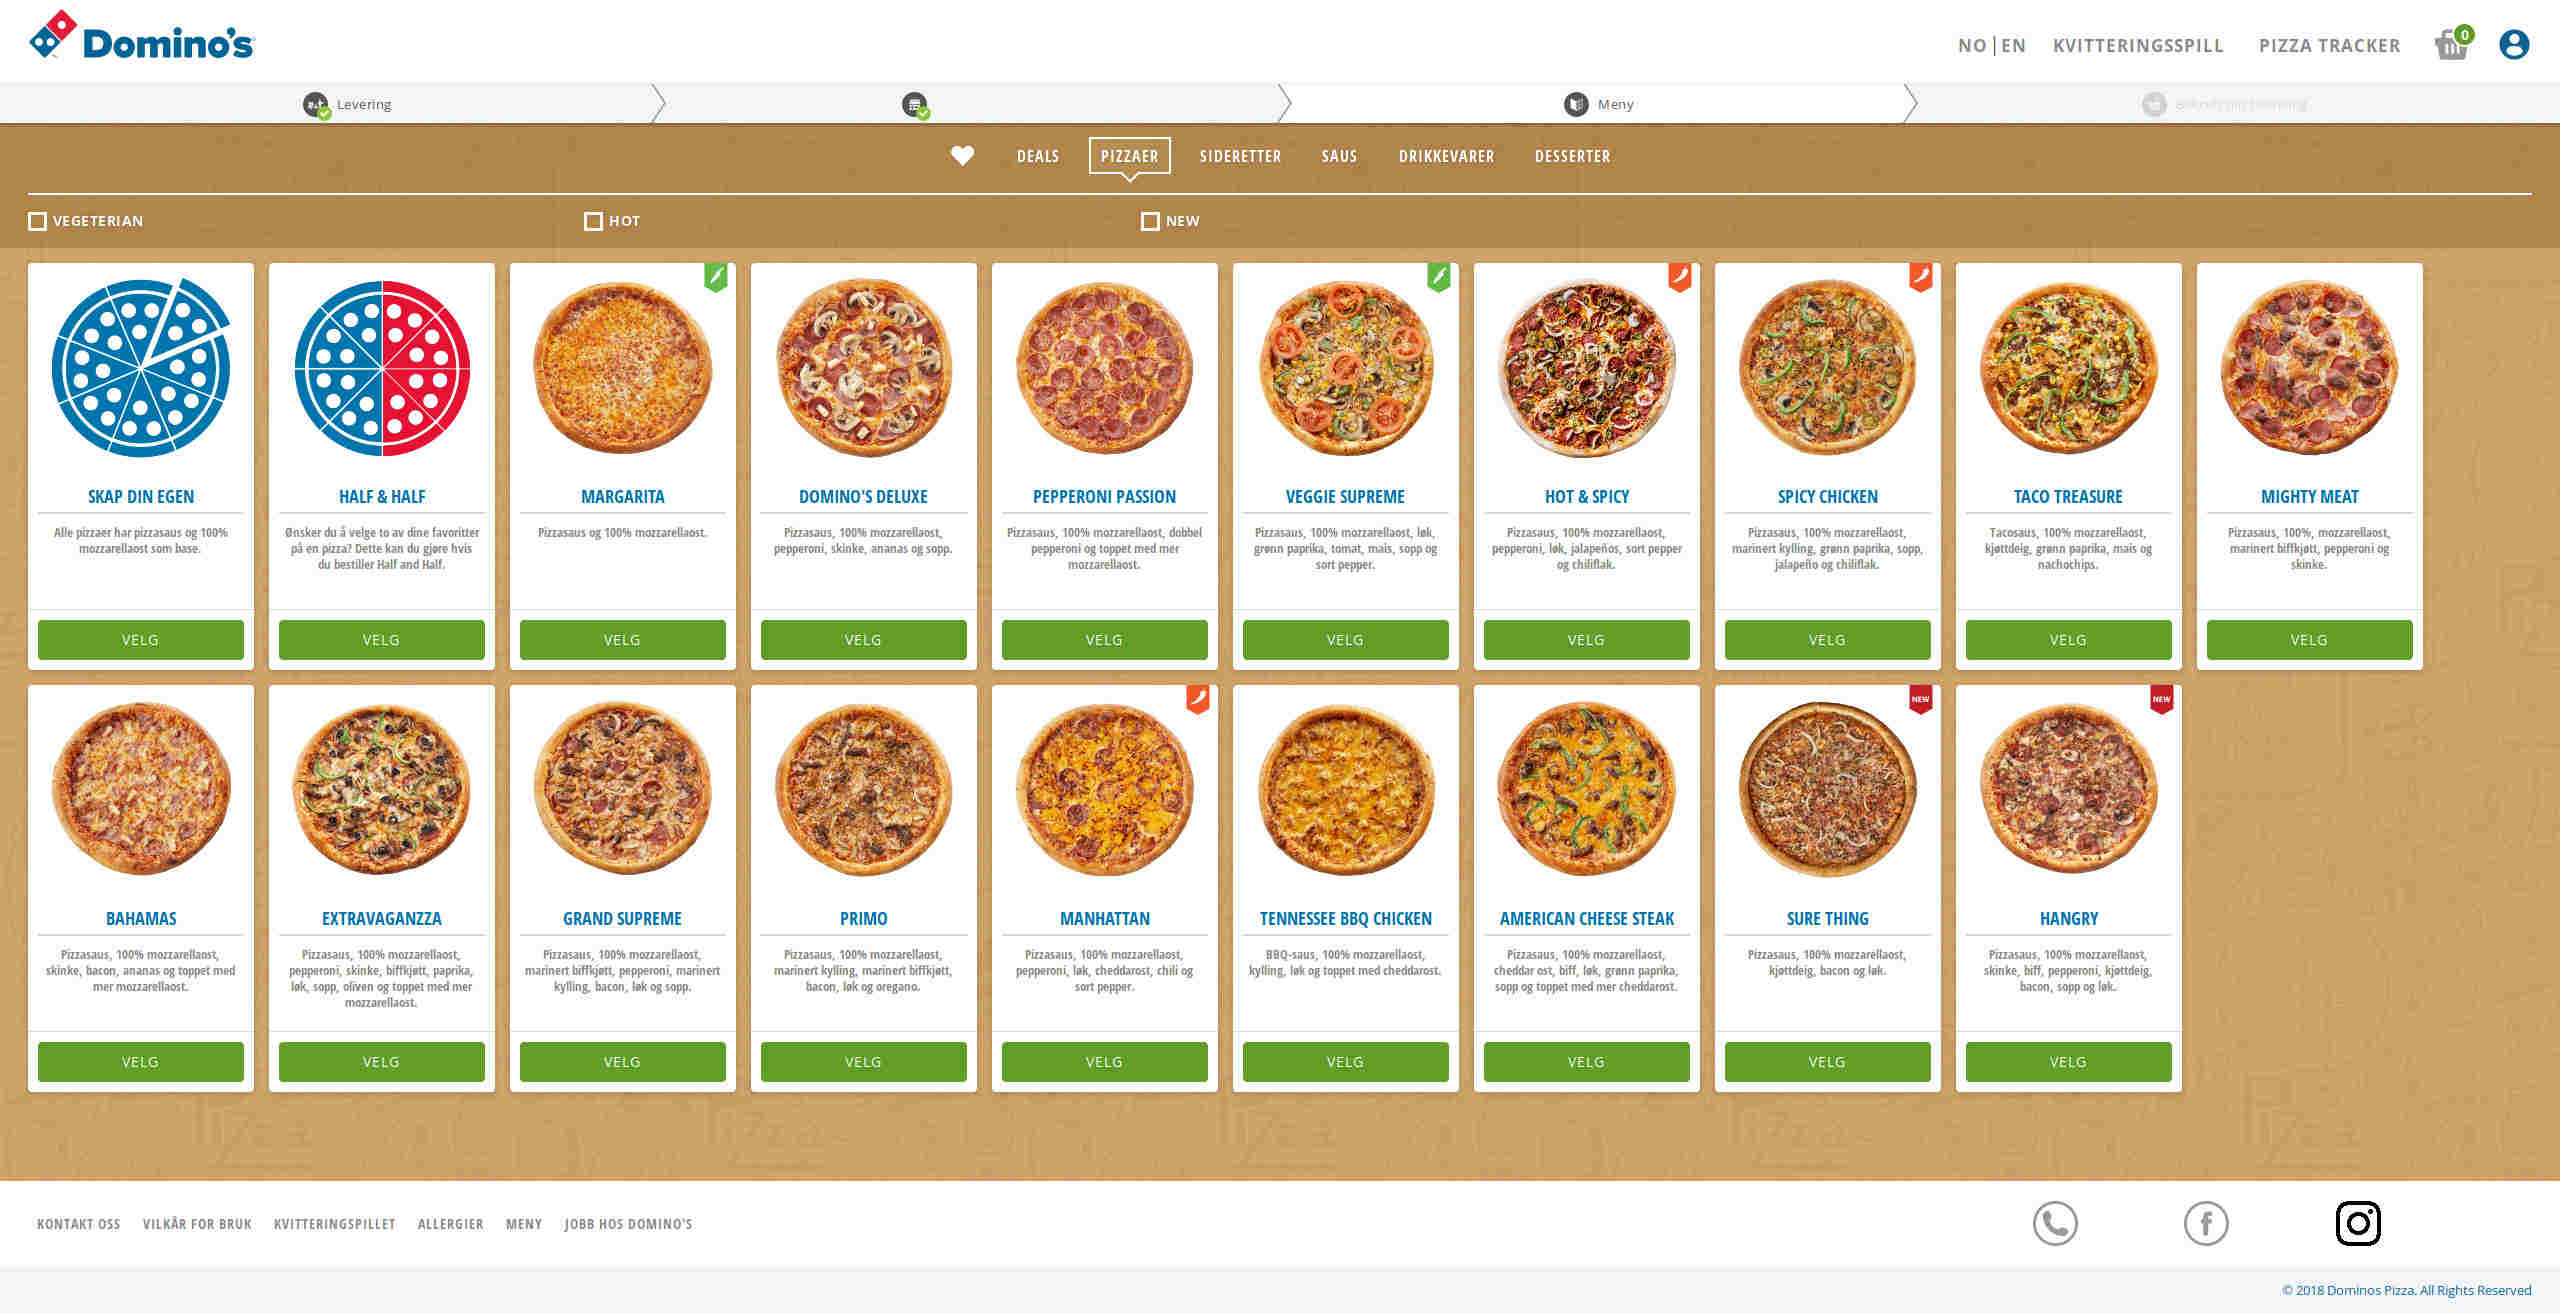 Domino's
NO | EN KVITTERINGSSPILL PIZZA TRACKER 0
Levering
Meny
DEALS PIZZAER SIDERETTER SAUS DRIKKEVARER DESSERTER
VEGETERIAN HOT NEW
SKAP DIN EGEN
Alle pizzaer har pizzasaus og 100%
mozzarellaost som base.
VELG
HALF & HALF
Ønsker du å velge to av dine favoritter
på en pizza? Dette kan du gjøre hvis
du bestiller Half and Half.
VELG
MARGARITA
Pizzasaus og 100% mozzarellaost.
VELG
DOMINO'S DELUXE
Pizzasaus, 100% mozzarellaost,
pepperoni, skinke, ananas og sopp.
VELG
PEPPERONI PASSION
Pizzasaus, 100% mozzarellaost, dobbel
pepperoni og toppet med mer
mozzarellaost.
VELG
VEGGIE SUPREME
Pizzasaus, 100% mozzarellaost, løk,
grønn paprika, tomat, mais, sopp og
sort pepper.
VELG
HOT & SPICY
Pizzasaus, 100% mozzarellaost,
pepperoni, løk, jalapeños, sort pepper
og chiliflak.
VELG
SPICY CHICKEN
Pizzasaus, 100% mozzarellaost,
marinert kylling, grønn paprika, sopp,
jalapeño og chiliflak.
VELG
TACO TREASURE
Tacosaus, 100% mozzarellaost,
kjøttdeig, grønn paprika, mais og
nachochips.
VELG
MIGHTY MEAT
Pizzasaus, 100%, mozzarellaost,
marinert biffkjøtt, pepperoni og
skinke.
VELG
BAHAMAS
Pizzasaus, 100% mozzarellaost,
skinke, bacon, ananas og toppet med
mer mozzarellaost.
VELG
EXTRAVAGANZZA
Pizzasaus, 100% mozzarellaost,
pepperoni, skinke, biffkjøtt, paprika,
løk, sopp, oliven og toppet med mer
mozzarellaost.
VELG
GRAND SUPREME
Pizzasaus, 100% mozzarellaost,
marinert biffkjøtt, pepperoni, marinert
kylling, bacon, løk og sopp.
VELG
PRIMO
Pizzasaus, 100% mozzarellaost,
marinert kylling, marinert biffkjøtt,
bacon, løk og oregano.
VELG
MANHATTAN
Pizzasaus, 100% mozzarellaost,
pepperoni, løk, cheddarost, chili og
sort pepper.
VELG
TENNESSEE BBQ CHICKEN
BBQ-saus, 100% mozzarellaost,
kylling, løk og toppet med cheddarost.
VELG
AMERICAN CHEESE STEAK
Pizzasaus, 100% mozzarellaost,
cheddar ost, biff, løk, grønn paprika,
sopp og toppet med mer cheddarost.
VELG
NEW
SURE THING
Pizzasaus, 100% mozzarellaost,
kjøttdeig, bacon og løk.
VELG
NEW
HANGRY
Pizzasaus, 100% mozzarellaost,
skinke, biff, pepperoni, kjøttdeig,
bacon, sopp og løk.
VELG
KONTAKT OSS VILKÅR FOR BRUK KVITTERINGSPILLET ALLERGIER MENY JOBB HOS DOMINO'S
© 2018 Dominos Pizza. All Rights Reserved